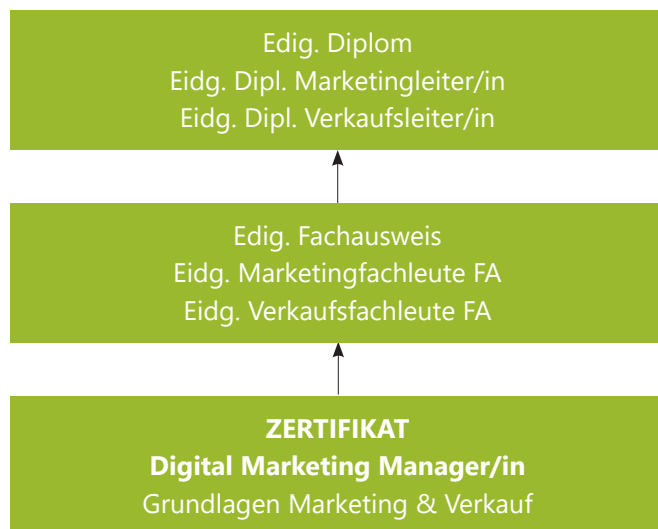 Edig. Diplom
Eidg. Dipl. Marketingleiter/in
Eidg. Dipl. Verkaufsleiter/in
Edig. Fachausweis
Eidg. Marketingfachleute FA
Eidg. Verkaufsfachleute FA
ZERTIFIKAT
Digital Marketing Manager/in
Grundlagen Marketing & Verkauf